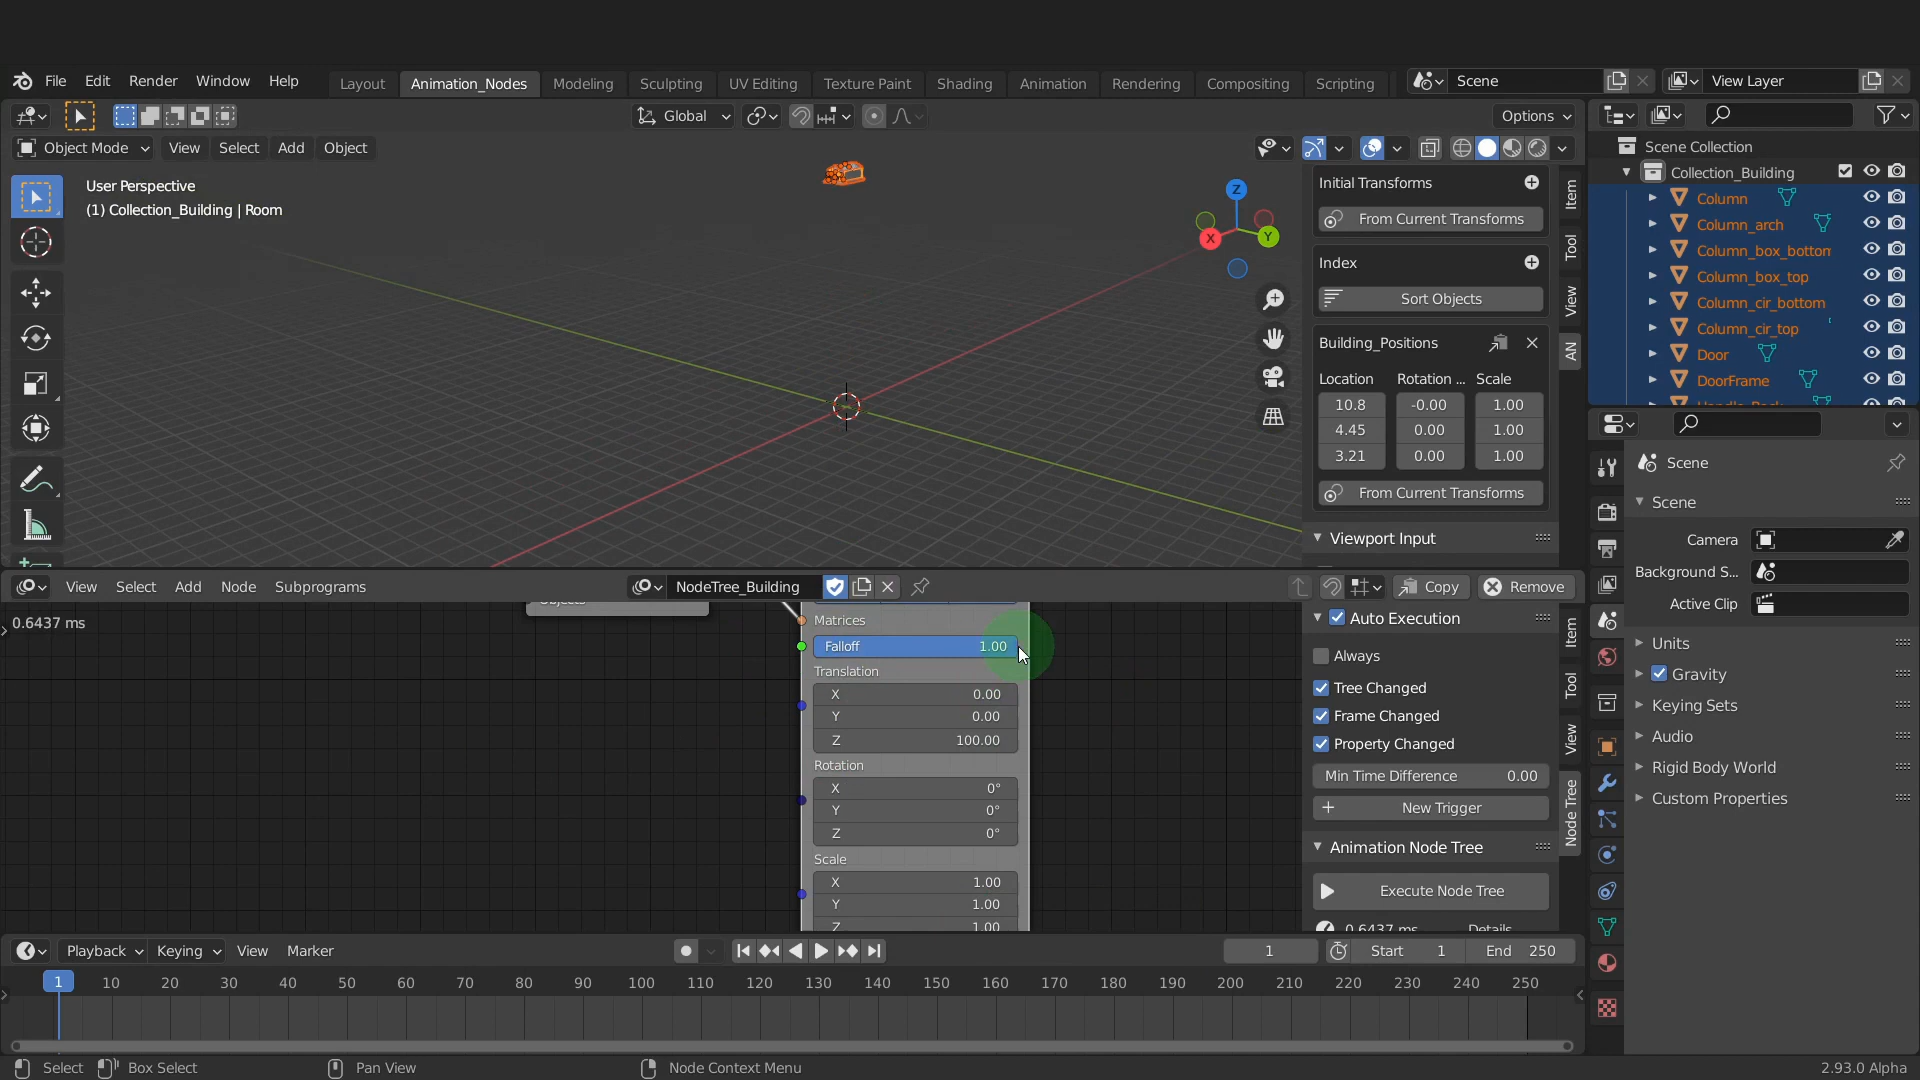 File Edit Render Window Help Layout Animation_Nodes Modeling Sculpting UV Editing Texture Paint Shading Animation Rendering Compositing Scripting Scene View Layer
Global Options
Object Mode View Select Add Object
User Perspective
(1) Collection_Building | Room
Z
X
Y
Initial Transforms
From Current Transforms
Index
Sort Objects
Building_Positions
Location Rotation ... Scale
10.8 -0.00 1.00
4.45 0.00 1.00
3.21 0.00 1.00
From Current Transforms
Viewport Input
Item
Tool
View
AN
Scene Collection
Collection_Building
Column
Column_arch
Column_box_bottom
Column_box_top
Column_cir_bottom
Column_cir_top
Door
DoorFrame
Scene
Scene
Camera
Background S...
Active Clip
Units
Gravity
Keying Sets
Audio
Rigid Body World
Custom Properties
View Select Add Node Subprograms NodeTree_Building Copy Remove
0.6437 ms
Objects
Matrices
Falloff 1.00
Translation
X 0.00
Y 0.00
Z 100.00
Rotation
X 0°
Y 0°
Z 0°
Scale
X 1.00
Y 1.00
Z 1.00
Auto Execution
Always
Tree Changed
Frame Changed
Property Changed
Min Time Difference 0.00
New Trigger
Animation Node Tree
Execute Node Tree
0.6437 ms Details
Item
Tool
View
Node Tree
Playback Keying View Marker 1 Start 1 End 250
1 10 20 30 40 50 60 70 80 90 100 110 120 130 140 150 160 170 180 190 200 210 220 230 240 250
Select Box Select Pan View Node Context Menu 2.93.0 Alpha